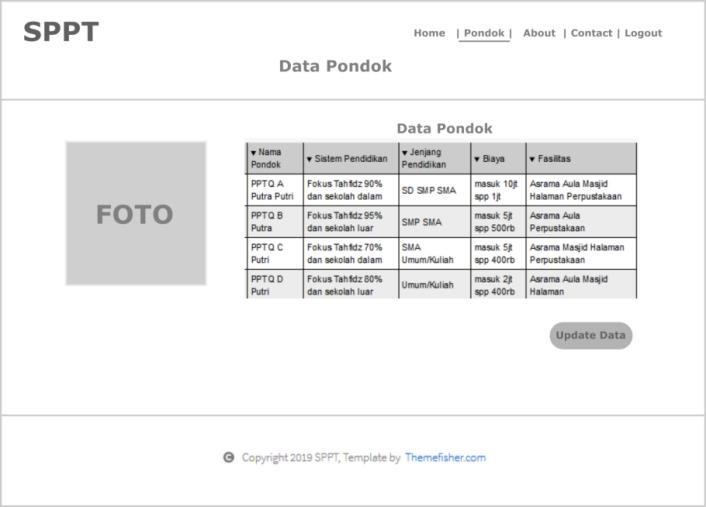 SPPT
Home | Pondok | About | Contact | Logout
Data Pondok
FOTO
Data Pondok
▼ Nama Pondok ▼ Sistem Pendidikan ▼ Jenjang Pendidikan ▼ Biaya ▼ Fasilitas
PPTQ A Putra Putri Fokus Tahfidz 90% dan sekolah dalam SD SMP SMA masuk 10jt spp 1jt Asrama Aula Masjid Halaman Perpustakaan
PPTQ B Putra Fokus Tahfidz 95% dan sekolah luar SMP SMA masuk 5jt spp 500rb Asrama Aula Perpustakaan
PPTQ C Putri Fokus Tahfidz 70% dan sekolah dalam SMA Umum/Kuliah masuk 5jt spp 400rb Asrama Masjid Halaman Perpustakaan
PPTQ D Putri Fokus Tahfidz 80% dan sekolah luar Umum/Kuliah masuk 2jt spp 400rb Asrama Aula Masjid Halaman
Update Data
C Copyright 2019 SPPT, Template by Themefisher.com